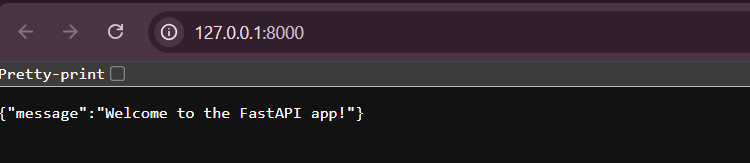 127.0.0.1:8000
Pretty-print
{"message":"Welcome to the FastAPI app!"}